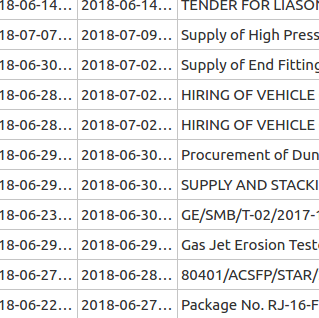 18-06-14... 2018-06-14... TENDER FOR LIASON
18-07-07... 2018-07-09... Supply of High Press
18-06-30... 2018-07-02... Supply of End Fitting
18-06-28... 2018-07-02... HIRING OF VEHICLE
18-06-28... 2018-07-02... HIRING OF VEHICLE
18-06-29... 2018-06-30... Procurement of Dun
18-06-29... 2018-06-30... SUPPLY AND STACKI
18-06-23... 2018-06-30... GE/SMB/T-02/2017-1
18-06-29... 2018-06-29... Gas Jet Erosion Test
18-06-27... 2018-06-28... 80401/ACSFP/STAR/
18-06-22... 2018-06-27... Package No. RJ-16-F